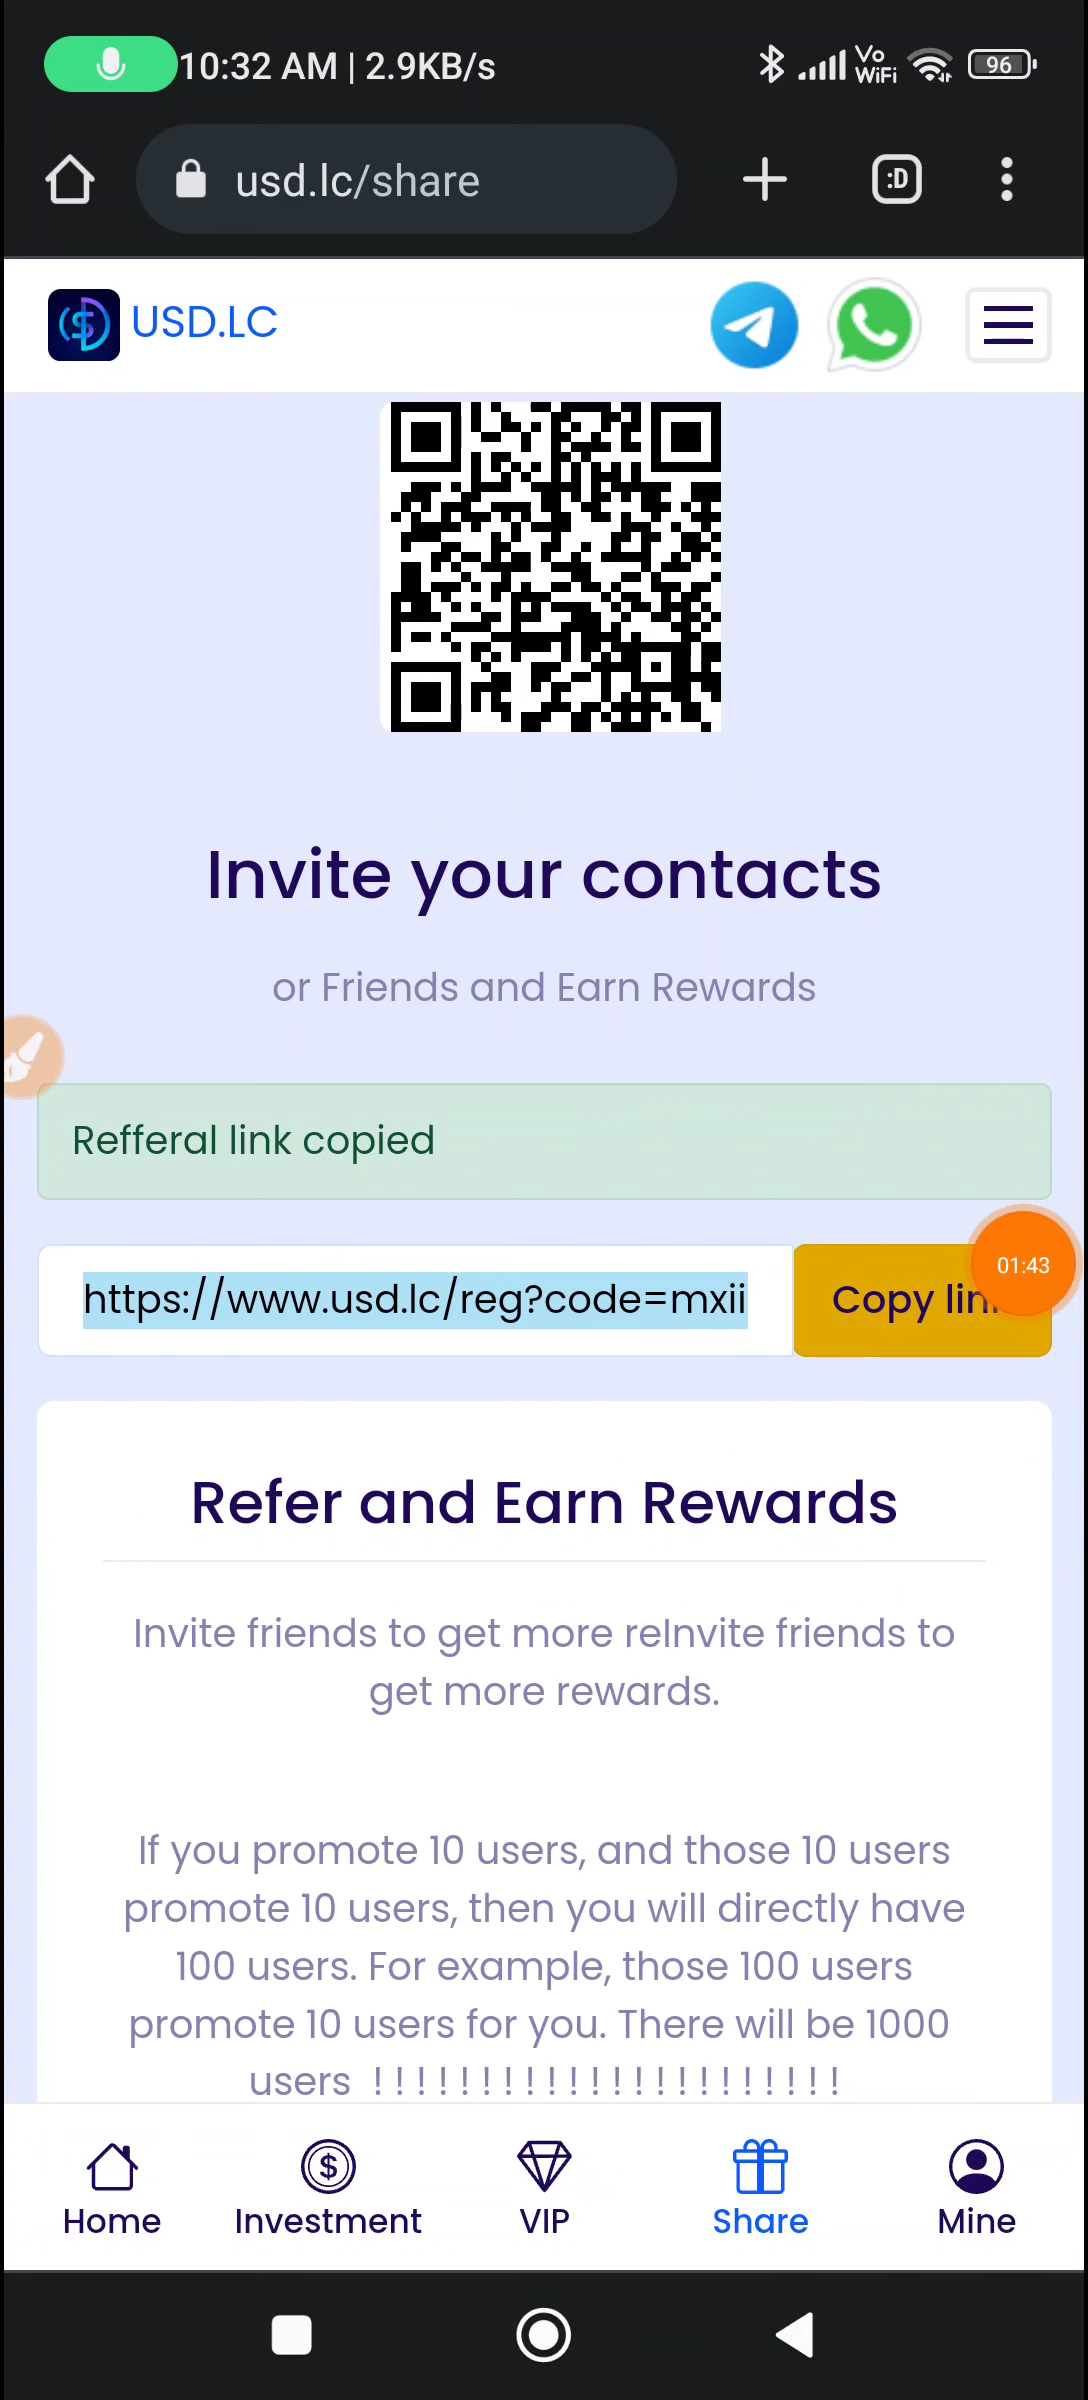 10:32 AM | 2.9KB/s
Vo
WiFi
96
usd.lc/share
:D
USD.LC
Invite your contacts
or Friends and Earn Rewards
Refferal link copied
https://www.usd.lc/reg?code=mxii
Copy lin
01:43
Refer and Earn Rewards
Invite friends to get more reInvite friends to
get more rewards.
If you promote 10 users, and those 10 users
promote 10 users, then you will directly have
100 users. For example, those 100 users
promote 10 users for you. There will be 1000
users ! ! ! ! ! ! ! ! ! ! ! ! ! ! ! ! ! ! ! ! ! !
Home
Investment
VIP
Share
Mine